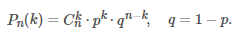 Pₙ(k) = Cₙᵏ · pᵏ · qⁿ⁻ᵏ, q = 1 − p.